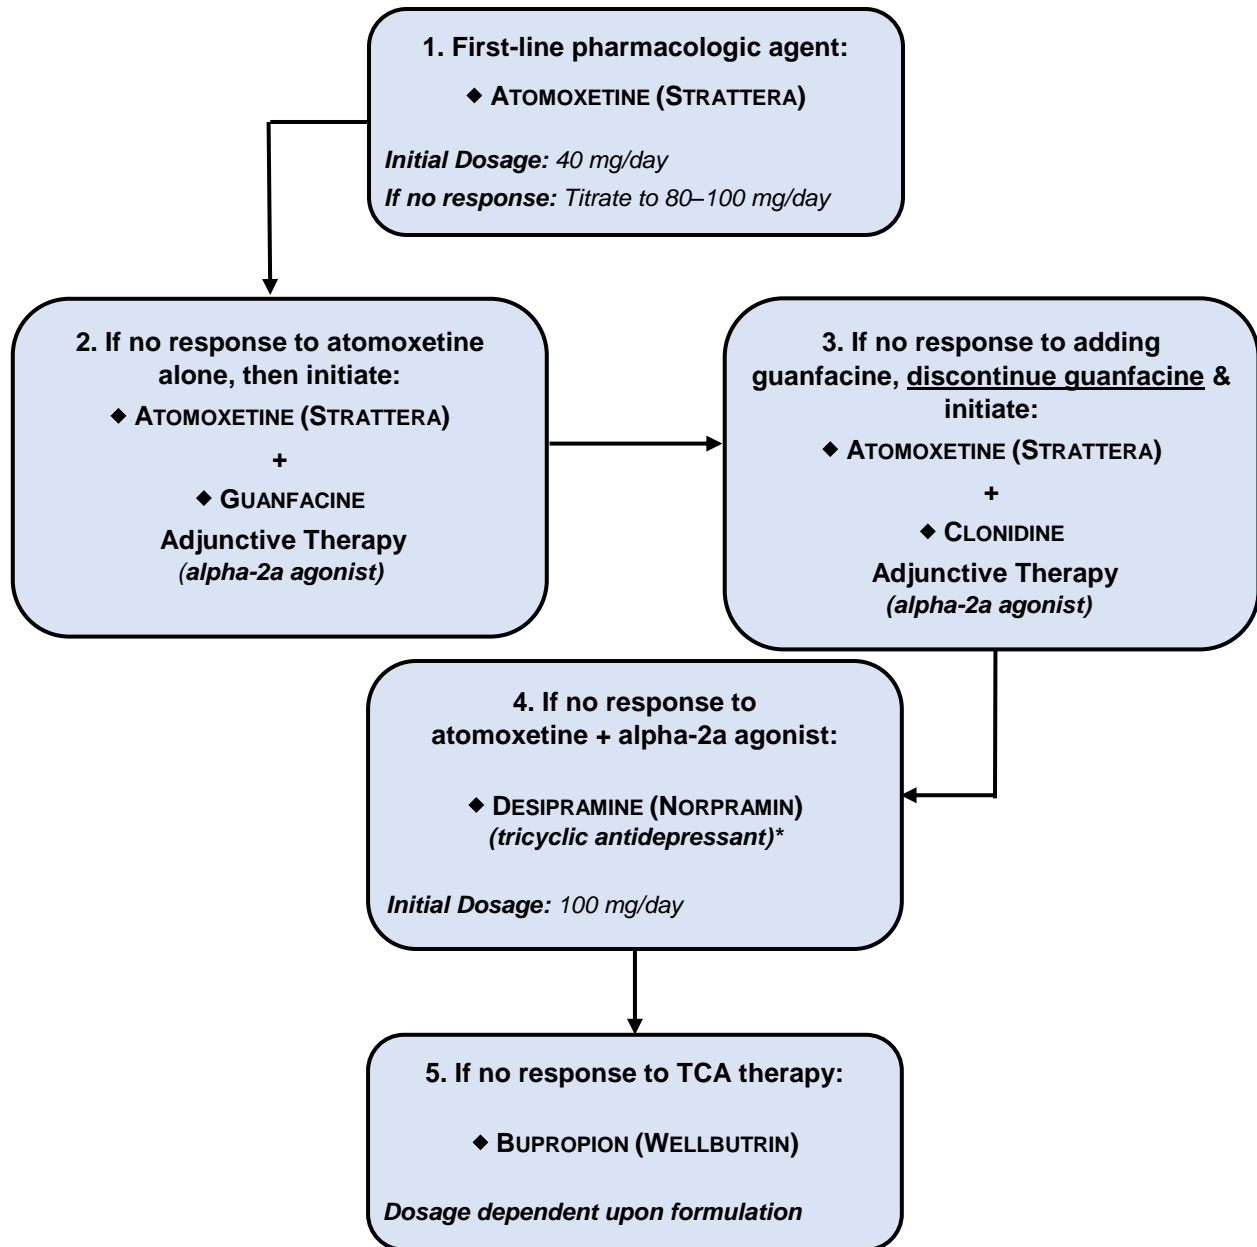 1. First-line pharmacologic agent:
◆ ATOMOXETINE (STRATTERA)
Initial Dosage: 40 mg/day
If no response: Titrate to 80–100 mg/day
2. If no response to atomoxetine
alone, then initiate:
◆ ATOMOXETINE (STRATTERA)
+
◆ GUANFACINE
Adjunctive Therapy
(alpha-2a agonist)
3. If no response to adding
guanfacine, discontinue guanfacine &
initiate:
◆ ATOMOXETINE (STRATTERA)
+
◆ CLONIDINE
Adjunctive Therapy
(alpha-2a agonist)
4. If no response to
atomoxetine + alpha-2a agonist:
◆ DESIPRAMINE (NORPRAMIN)
(tricyclic antidepressant)*
Initial Dosage: 100 mg/day
5. If no response to TCA therapy:
◆ BUPROPION (WELLBUTRIN)
Dosage dependent upon formulation